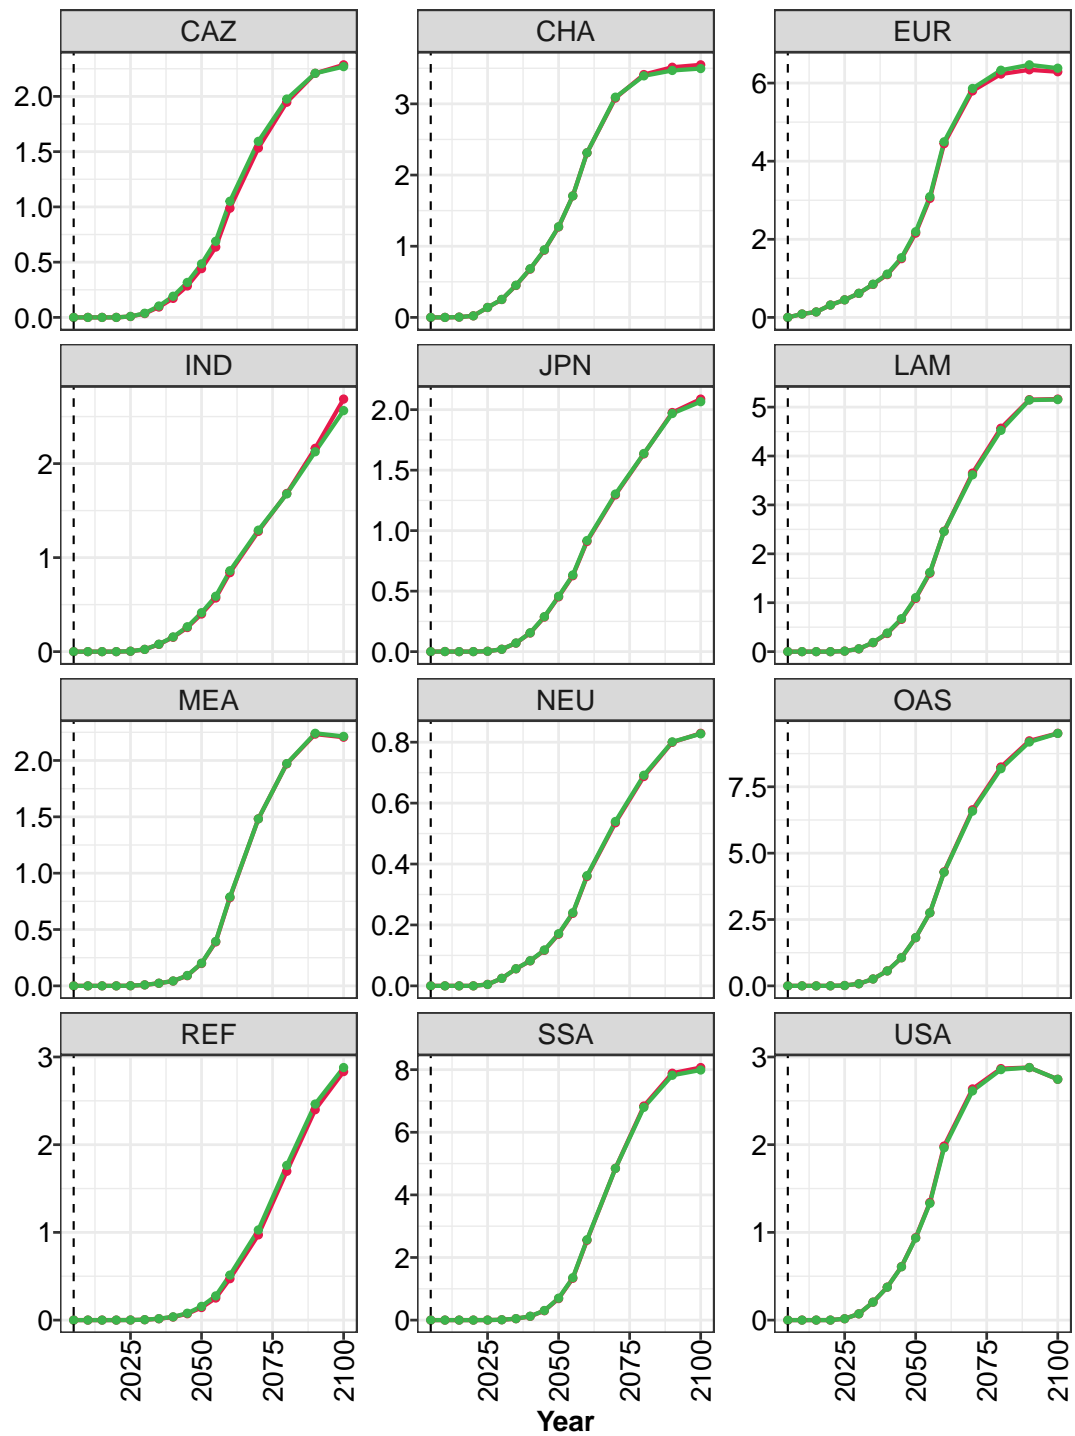 CAZ CHA EUR
2.0 3 6
1.5 2 4
1.0 1 2
0.5 0 0
0.0
IND JPN LAM
2 2.0 5
1 1.5 4
0 1.0 3
0.5 2
0.0 1
0
MEA NEU OAS
2.0 0.8 7.5
1.5 0.6 5.0
1.0 0.4 2.5
0.5 0.2 0.0
0.0 0.0
REF SSA USA
3 8 3
2 6 2
1 4 1
0 2 0
0
2025 2050 2075 2100 2025 2050 2075 2100 2025 2050 2075 2100
Year